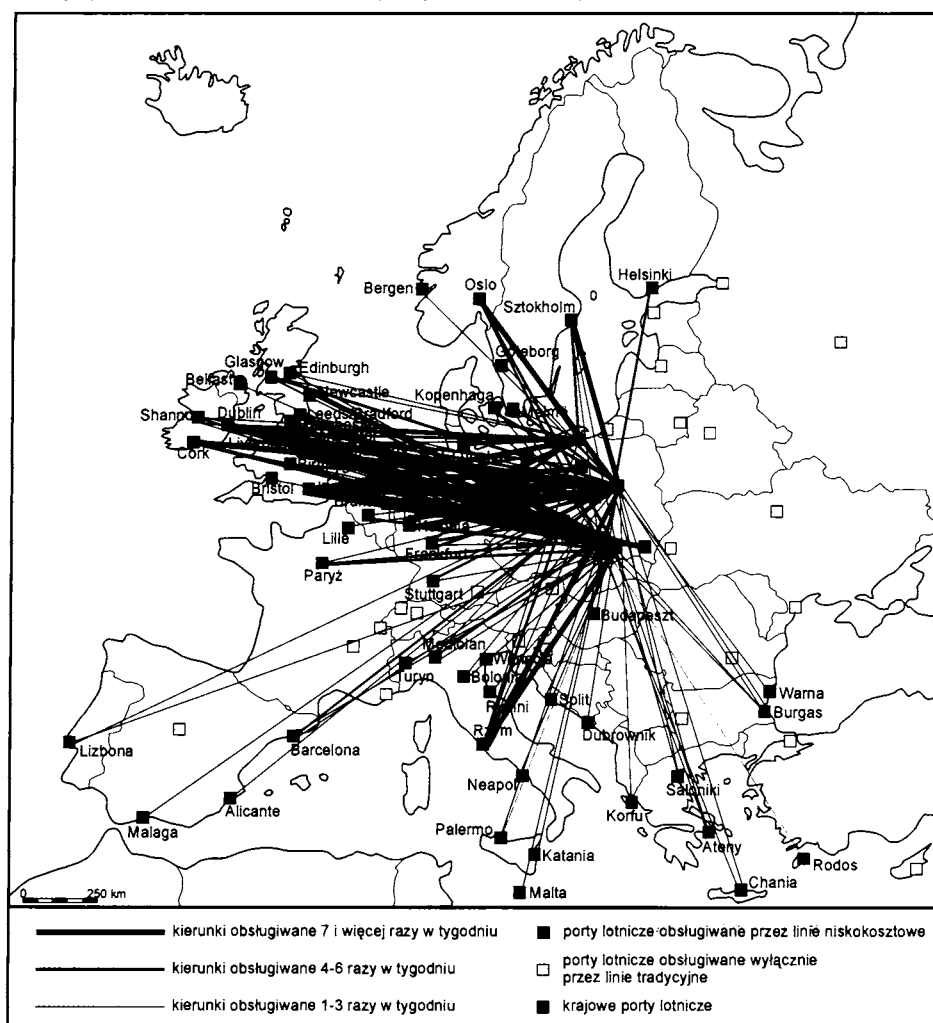 Bergen
Oslo
Helsinki
Sztokholm
Göteborg
Glasgow
Edinburgh
Belfast
Newcastle
Kopenhaga
Malmö
Shannon
Dublin
Leeds/Bradford
Cork
Bristol
Lille
Frankfurt
Paryż
Stuttgart
Budapeszt
Mediolan
Turyn
Bolonia
Rimini
Split
Warna
Burgas
Dubrownik
Rzym
Lizbona
Barcelona
Neapol
Saloniki
Alicante
Korfu
Malaga
Palermo
Ateny
Katania
Rodos
Malta
Chania
0 250 km
kierunki obsługiwane 7 i więcej razy w tygodniu
kierunki obsługiwane 4-6 razy w tygodniu
kierunki obsługiwane 1-3 razy w tygodniu
porty lotnicze obsługiwane przez linie niskokosztowe
porty lotnicze obsługiwane wyłącznie
przez linie tradycyjne
krajowe porty lotnicze